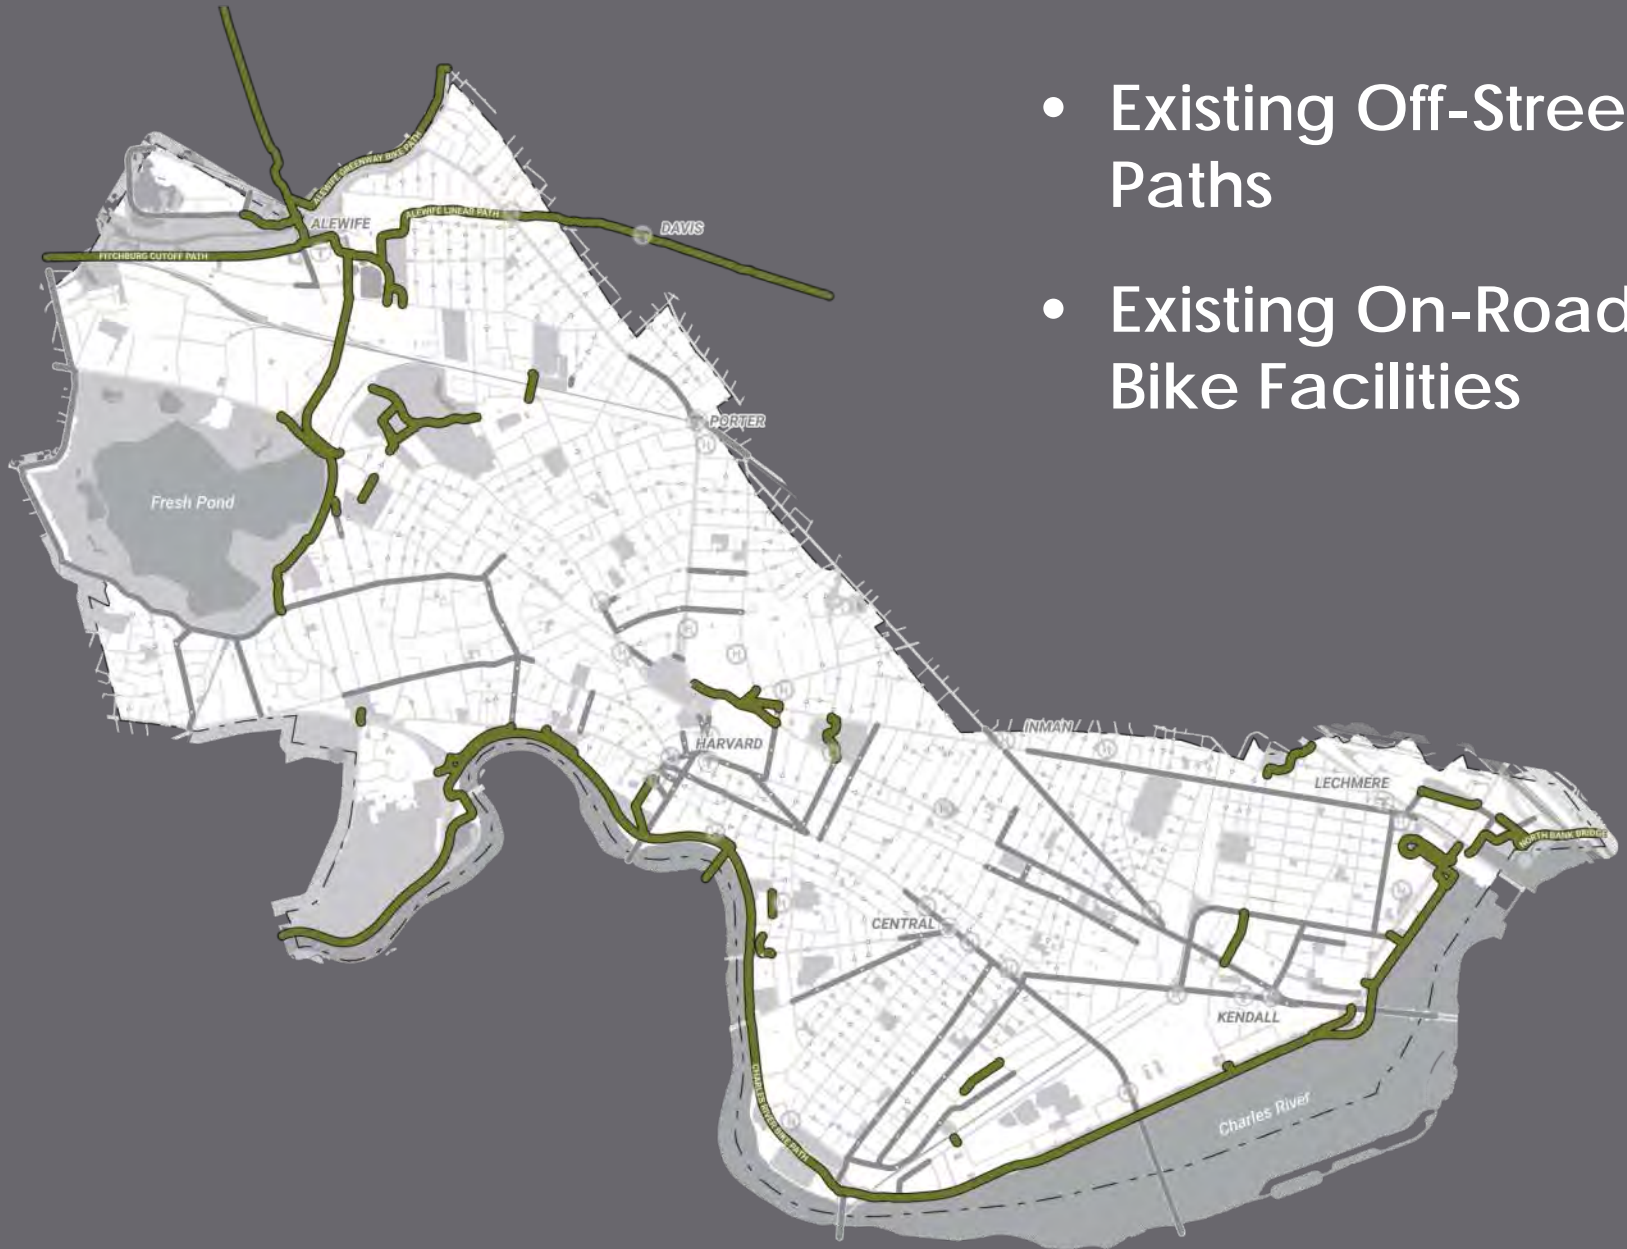 • Existing Off-Stree
Paths
• Existing On-Road
Bike Facilities
ALEWIFE GREENWAY BIKE PATH
ALEWIFE
ALEWIFE LINEAR PATH
DAVIS
FITCHBURG CUTOFF PATH
PORTER
Fresh Pond
HARVARD
INMAN
LECHMERE
NORTH BANK BRIDGE
CENTRAL
KENDALL
CHARLES RIVER BIKE PATH
Charles River